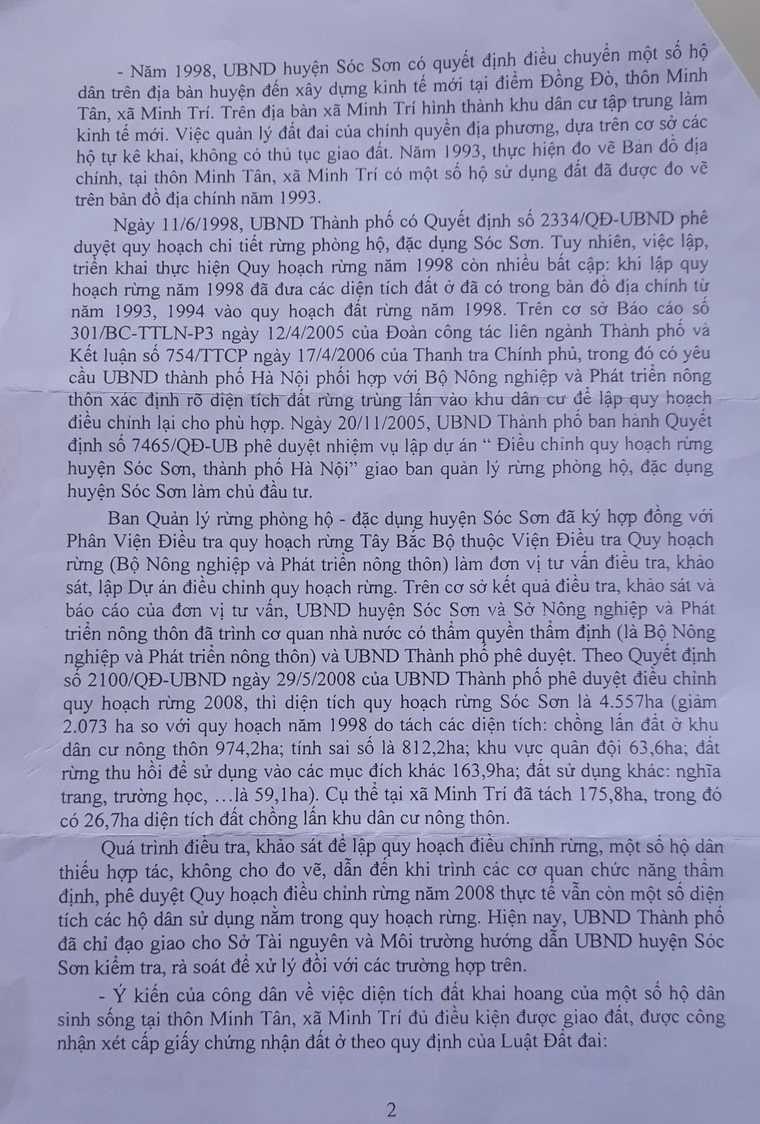 - Năm 1998, UBND huyện Sóc Sơn có quyết định điều chuyển một số hộ
dân trên địa bàn huyện đến xây dựng kinh tế mới tại điểm Đồng Đò, thôn Minh
Tân, xã Minh Trí. Trên địa bàn xã Minh Trí hình thành khu dân cư tập trung làm
kinh tế mới. Việc quản lý đất đai của chính quyền địa phương, dựa trên cơ sở các
hộ tự kê khai, không có thủ tục giao đất. Năm 1993, thực hiện đo vẽ Bản đồ địa
chính, tại thôn Minh Tân, xã Minh Trí có một số hộ sử dụng đất đã được đo vẽ
trên bản đồ địa chính năm 1993.
Ngày 11/6/1998, UBND Thành phố có Quyết định số 2334/QĐ-UBND phê
duyệt quy hoạch chi tiết rừng phòng hộ, đặc dụng Sóc Sơn. Tuy nhiên, việc lập,
triển khai thực hiện Quy hoạch rừng năm 1998 còn nhiều bất cập: khi lập quy
hoạch rừng năm 1998 đã đưa các diện tích đất ở đã có trong bản đồ địa chính từ
năm 1993, 1994 vào quy hoạch đất rừng năm 1998. Trên cơ sở Báo cáo số
301/BC-TTLN-P3 ngày 12/4/2005 của Đoàn công tác liên ngành Thành phố và
Kết luận số 754/TTCP ngày 17/4/2006 của Thanh tra Chính phủ, trong đó có yêu
cầu UBND thành phố Hà Nội phối hợp với Bộ Nông nghiệp và Phát triển nông
thôn xác định rõ diện tích đất rừng trùng lấn vào khu dân cư để lập quy hoạch
điều chỉnh lại cho phù hợp. Ngày 20/11/2005, UBND Thành phố ban hành Quyết
định số 7465/QĐ-UB phê duyệt nhiệm vụ lập dự án “ Điều chỉnh quy hoạch rừng
huyện Sóc Sơn, thành phố Hà Nội” giao ban quản lý rừng phòng hộ, đặc dụng
huyện Sóc Sơn làm chủ đầu tư.
Ban Quản lý rừng phòng hộ - đặc dụng huyện Sóc Sơn đã ký hợp đồng với
Phân Viện Điều tra quy hoạch rừng Tây Bắc Bộ thuộc Viện Điều tra Quy hoạch
rừng (Bộ Nông nghiệp và Phát triển nông thôn) làm đơn vị tư vấn điều tra, khảo
sát, lập Dự án điều chỉnh quy hoạch rừng. Trên cơ sở kết quả điều tra, khảo sát và
báo cáo của đơn vị tư vấn, UBND huyện Sóc Sơn và Sở Nông nghiệp và Phát
triển nông thôn đã trình cơ quan nhà nước có thẩm quyền thẩm định (là Bộ Nông
nghiệp và Phát triển nông thôn) và UBND Thành phố phê duyệt. Theo Quyết định
số 2100/QĐ-UBND ngày 29/5/2008 của UBND Thành phố phê duyệt điều chỉnh
quy hoạch rừng 2008, thì diện tích quy hoạch rừng Sóc Sơn là 4.557ha (giảm
2.073 ha so với quy hoạch năm 1998 do tách các diện tích: chồng lấn đất ở khu
dân cư nông thôn 974,2ha; tính sai số là 812,2ha; khu vực quân đội 63,6ha; đất
rừng thu hồi để sử dụng vào các mục đích khác 163,9ha; đất sử dụng khác: nghĩa
trang, trường học, …là 59,1ha). Cụ thể tại xã Minh Trí đã tách 175,8ha, trong đó
có 26,7ha diện tích đất chồng lấn khu dân cư nông thôn.
Quá trình điều tra, khảo sát để lập quy hoạch điều chỉnh rừng, một số hộ dân
thiếu hợp tác, không cho đo vẽ, dẫn đến khi trình các cơ quan chức năng thẩm
định, phê duyệt Quy hoạch điều chỉnh rừng năm 2008 thực tế vẫn còn một số diện
tích các hộ dân sử dụng nằm trong quy hoạch rừng. Hiện nay, UBND Thành phố
đã chỉ đạo giao cho Sở Tài nguyên và Môi trường hướng dẫn UBND huyện Sóc
Sơn kiểm tra, rà soát để xử lý đối với các trường hợp trên.
- Ý kiến của công dân về việc diện tích đất khai hoang của một số hộ dân
sinh sống tại thôn Minh Tân, xã Minh Trí đủ điều kiện được giao đất, được công
nhận xét cấp giấy chứng nhận đất ở theo quy định của Luật Đất đai:
2